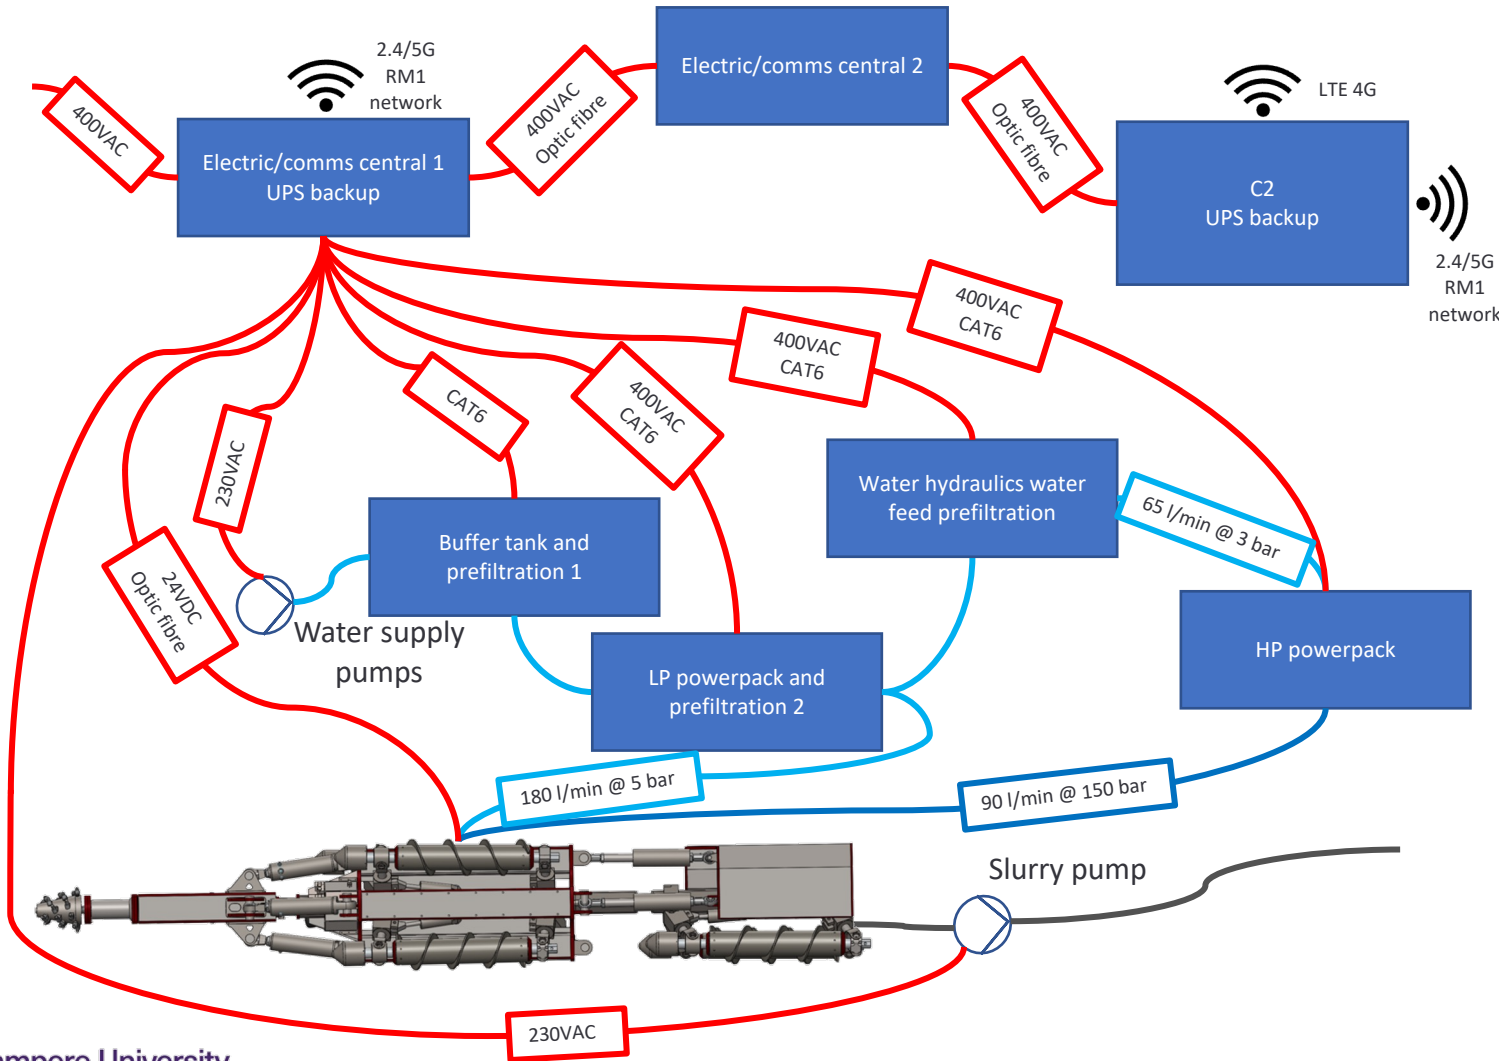 2.4/5G
RM1
network
400VAC
Electric/comms central 1
UPS backup
400VAC
Optic fibre
Electric/comms central 2
400VAC
Optic fibre
LTE 4G
C2
UPS backup
2.4/5G
RM1
network
400VAC
CAT6
400VAC
CAT6
400VAC
CAT6
CAT6
230VAC
24VDC
Optic fibre
Water hydraulics water
feed prefiltration
65 l/min @ 3 bar
Buffer tank and
prefiltration 1
Water supply
pumps
LP powerpack and
prefiltration 2
HP powerpack
180 l/min @ 5 bar
90 l/min @ 150 bar
Slurry pump
230VAC
University